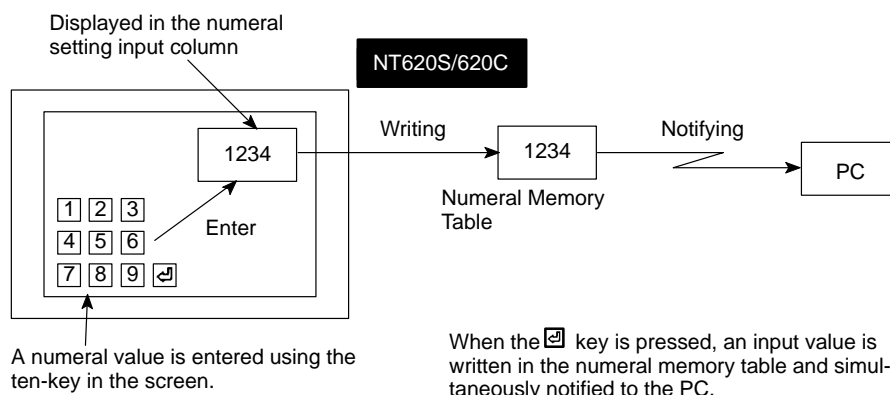 Displayed in the numeral
setting input column
NT620S/620C
Writing
Notifying
1234
1234
PC
Numeral Memory
Table
1 2 3
Enter
4 5 6
7 8 9
A numeral value is entered using the
ten-key in the screen.
When the key is pressed, an input value is
written in the numeral memory table and simul-
taneously notified to the PC.